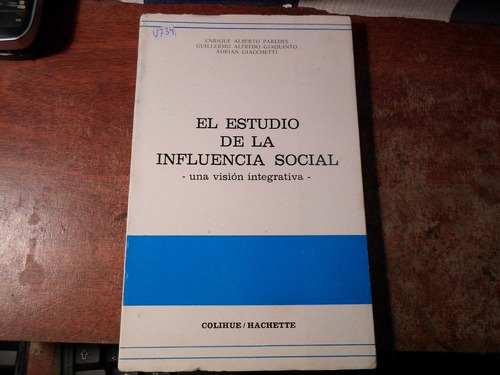 V734
ENRIQUE ALBERTO PAREDES
GUILLERMO ALFREDO GIAQUINTO
ADRIAN GIACCHETTI
EL ESTUDIO
DE LA
INFLUENCIA SOCIAL
- una visión integrativa -
COLIHUE/HACHETTE